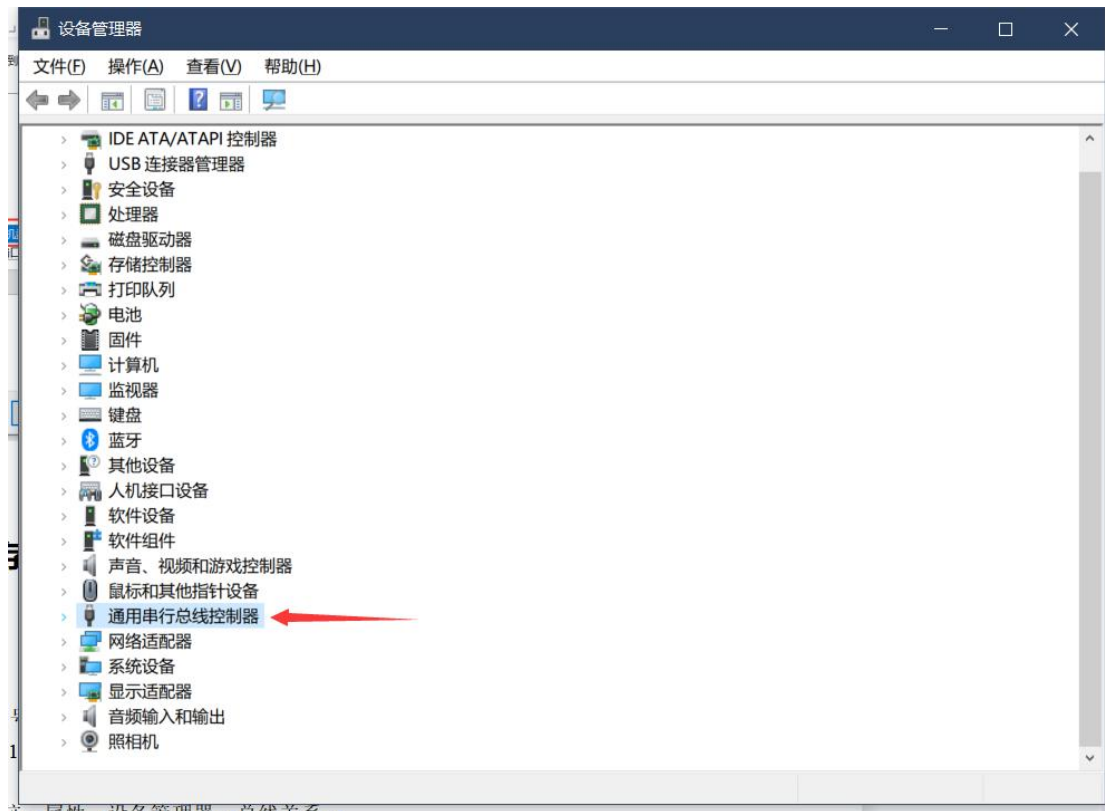 设备管理器
文件(F) 操作(A) 查看(V) 帮助(H)
IDE ATA/ATAPI 控制器
USB 连接器管理器
安全设备
处理器
磁盘驱动器
存储控制器
打印队列
电池
固件
计算机
监视器
键盘
蓝牙
其他设备
人机接口设备
软件设备
软件组件
声音、视频和游戏控制器
鼠标和其他指针设备
通用串行总线控制器
网络适配器
系统设备
显示适配器
音频输入和输出
照相机